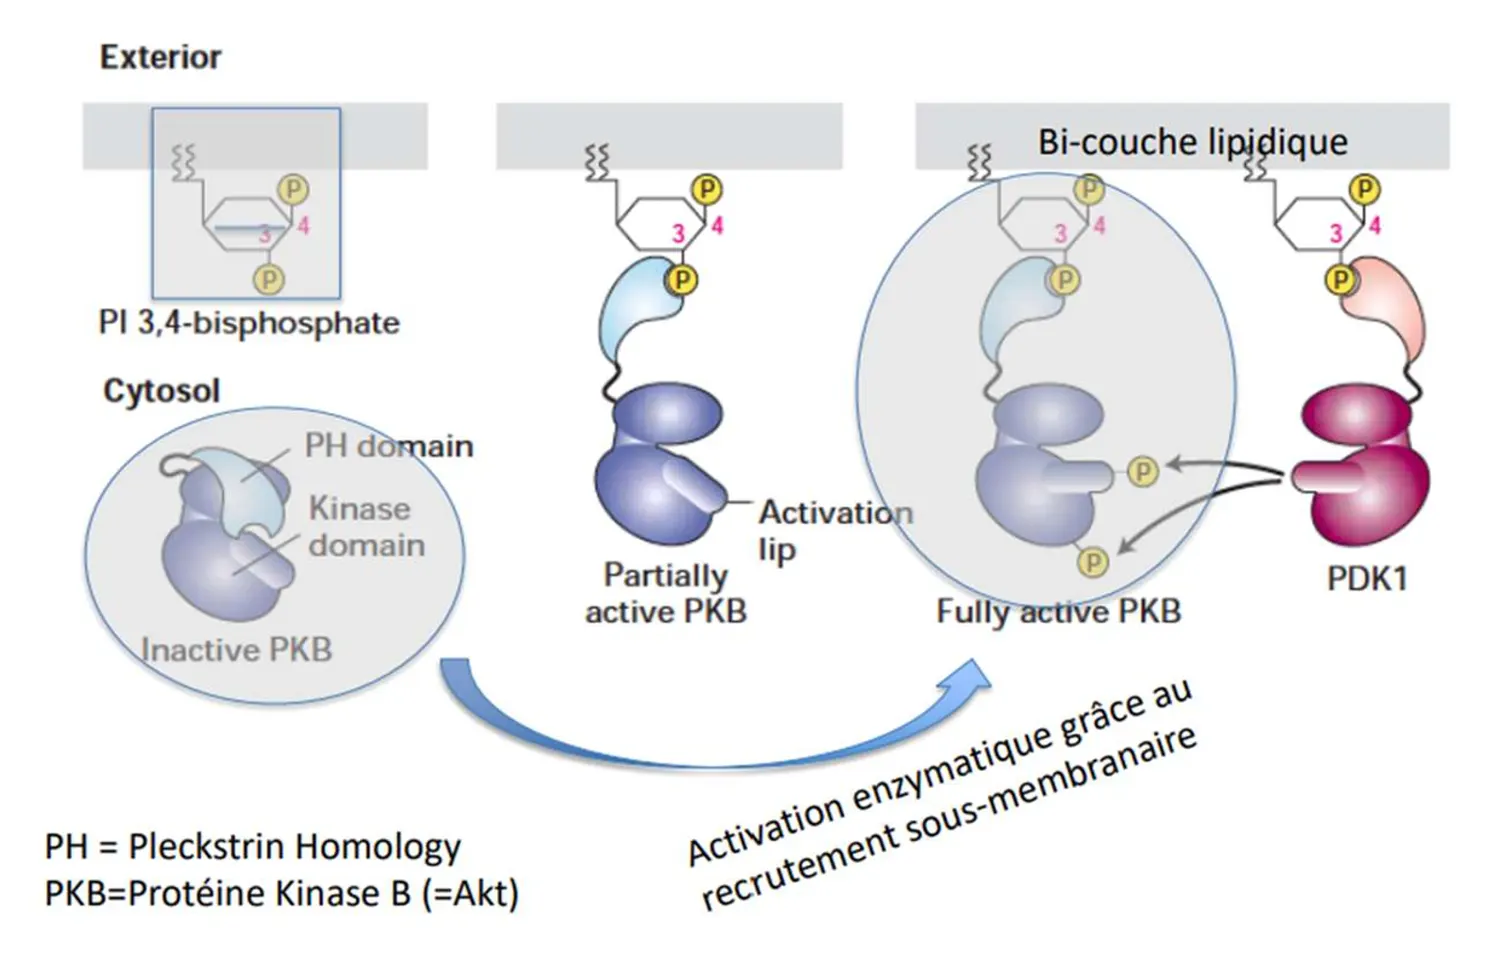 Exterior
Bi-couche lipidique
P
4
3
P
P
4
3
P
P
4
3
P
P
4
3
P
PI 3,4-bisphosphate
Cytosol
PH domain
Kinase
domain
Inactive PKB
Activation
lip
Partially
active PKB
P
P
Fully active PKB
PDK1
Activation enzymatique grâce au
recrutement sous-membranaire
PH = Pleckstrin Homology
PKB=Protéine Kinase B (=Akt)